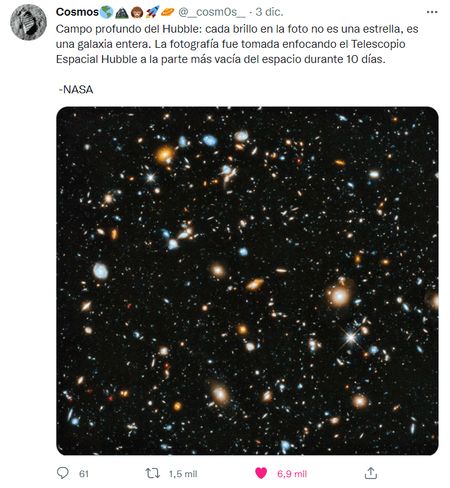 Cosmos🌎🏔🦁🚀🪐 @__cosm0s__ · 3 dic.
Campo profundo del Hubble: cada brillo en la foto no es una estrella, es
una galaxia entera. La fotografía fue tomada enfocando el Telescopio
Espacial Hubble a la parte más vacía del espacio durante 10 días.
-NASA
61 1,5 mil 6,9 mil